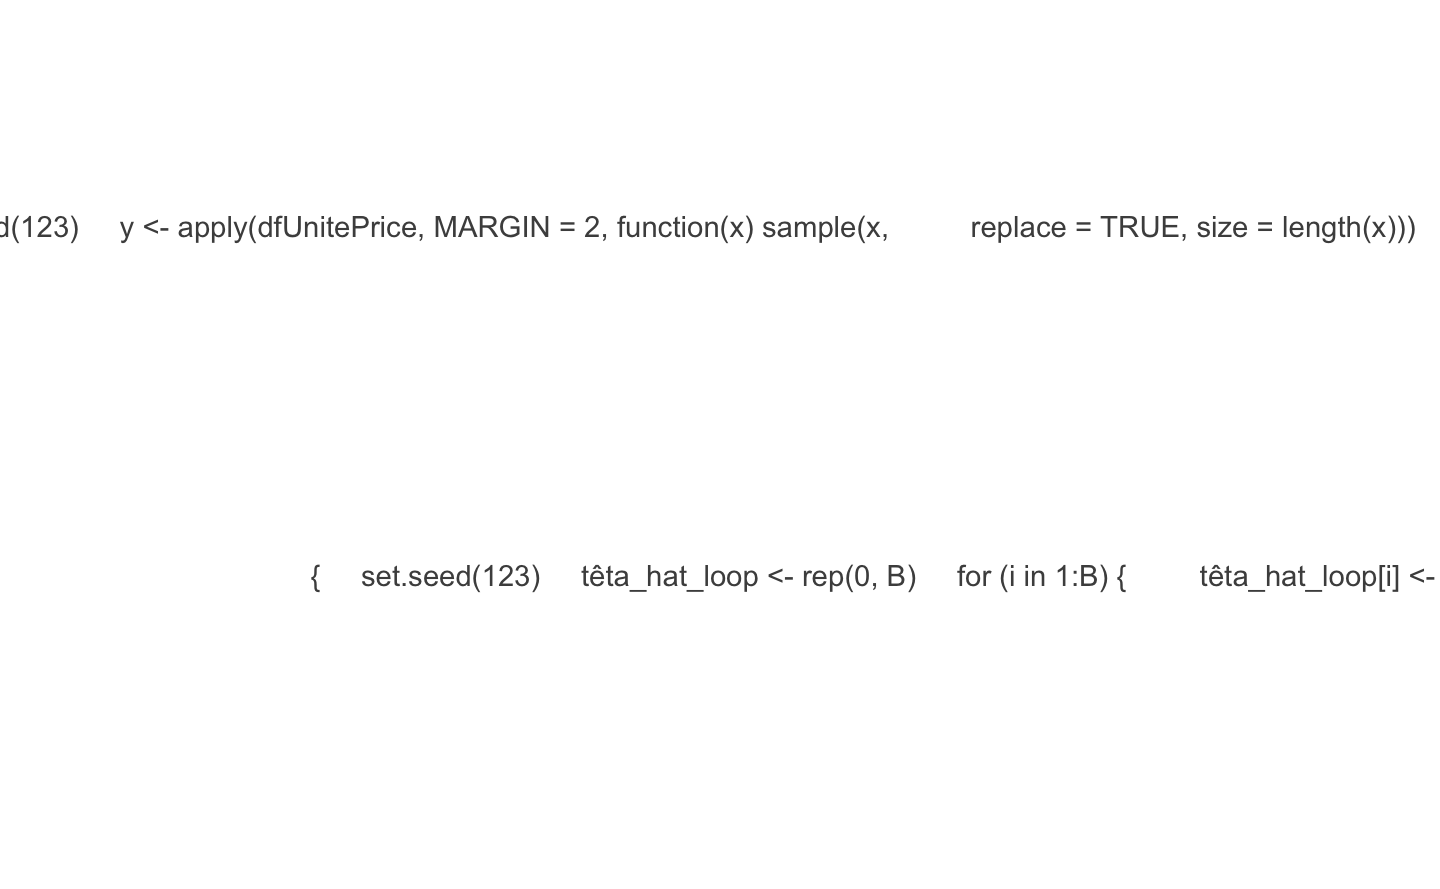 d(123) y <- apply(dfUnitePrice, MARGIN = 2, function(x) sample(x, replace = TRUE, size = length(x)))
{ set.seed(123) têta_hat_loop <- rep(0, B) for (i in 1:B) { têta_hat_loop[i] <-